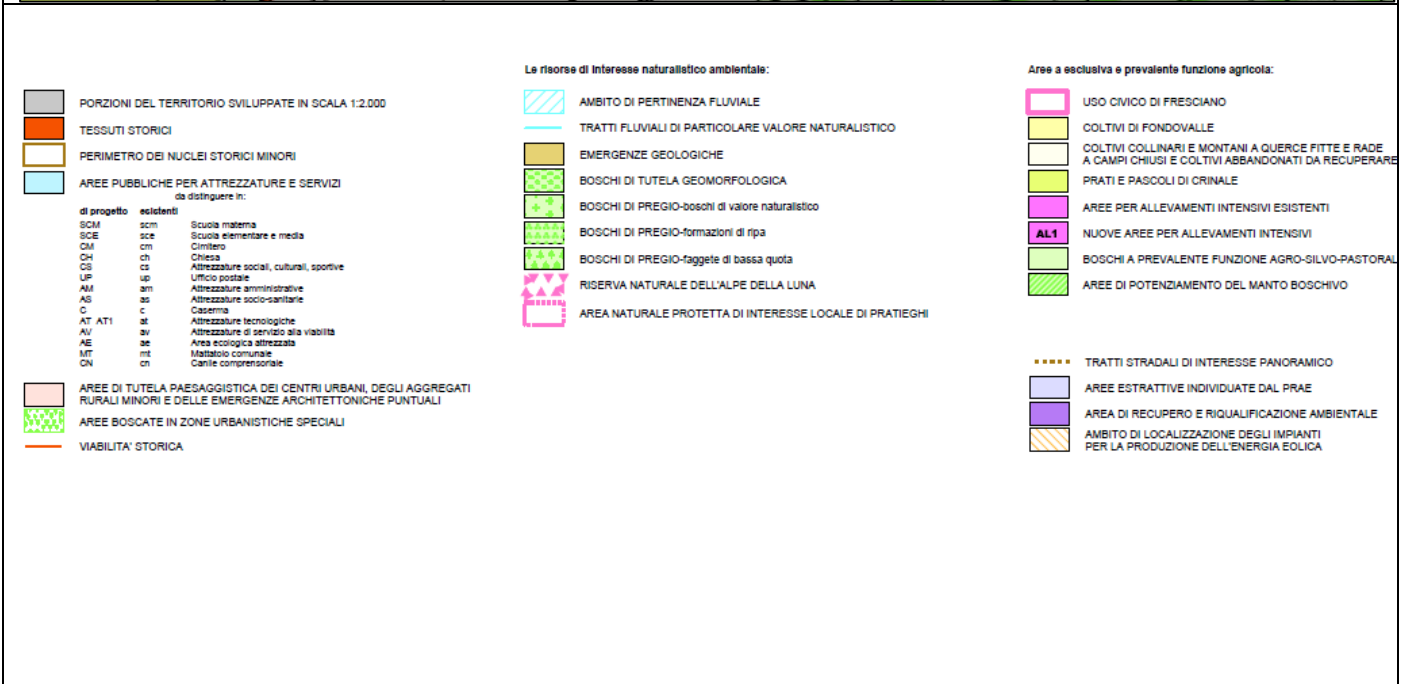 PORZIONI DEL TERRITORIO SVILUPPATE IN SCALA 1:2.000
TESSUTI STORICI
PERIMETRO DEI NUCLEI STORICI MINORI
AREE PUBBLICHE PER ATTREZZATURE E SERVIZI
da distinguere in:
di progetto esistenti
SCM scm Scuola materna
SCE sce Scuola elementare e media
CM cm Cimitero
CH ch Chiesa
CS cs Attrezzature sociali, culturali, sportive
UP up Ufficio postale
AM am Attrezzature amministrative
AS as Attrezzature socio-sanitarie
C c Caserma
AT AT1 at Attrezzature tecnologiche
AV av Attrezzature di servizio alla viabilità
AE ae Area ecologica attrezzata
MT mt Mattatoio comunale
CN cn Canile comprensoriale
AREE DI TUTELA PAESAGGISTICA DEI CENTRI URBANI, DEGLI AGGREGATI
RURALI MINORI E DELLE EMERGENZE ARCHITETTONICHE PUNTUALI
AREE BOSCATE IN ZONE URBANISTICHE SPECIALI
VIABILITA' STORICA
Le risorse di interesse naturalistico ambientale:
AMBITO DI PERTINENZA FLUVIALE
TRATTI FLUVIALI DI PARTICOLARE VALORE NATURALISTICO
EMERGENZE GEOLOGICHE
BOSCHI DI TUTELA GEOMORFOLOGICA
BOSCHI DI PREGIO-boschi di valore naturalistico
BOSCHI DI PREGIO-formazioni di ripa
BOSCHI DI PREGIO-faggete di bassa quota
RISERVA NATURALE DELL'ALPE DELLA LUNA
AREA NATURALE PROTETTA DI INTERESSE LOCALE DI PRATIEGHI
Aree a esclusiva e prevalente funzione agricola:
USO CIVICO DI FRESCIANO
COLTIVI DI FONDOVALLE
COLTIVI COLLINARI E MONTANI A QUERCE FITTE E RADE
A CAMPI CHIUSI E COLTIVI ABBANDONATI DA RECUPERARE
PRATI E PASCOLI DI CRINALE
AREE PER ALLEVAMENTI INTENSIVI ESISTENTI
AL1 NUOVE AREE PER ALLEVAMENTI INTENSIVI
BOSCHI A PREVALENTE FUNZIONE AGRO-SILVO-PASTORAL
AREE DI POTENZIAMENTO DEL MANTO BOSCHIVO
TRATTI STRADALI DI INTERESSE PANORAMICO
AREE ESTRATTIVE INDIVIDUATE DAL PRAE
AREA DI RECUPERO E RIQUALIFICAZIONE AMBIENTALE
AMBITO DI LOCALIZZAZIONE DEGLI IMPIANTI
PER LA PRODUZIONE DELL'ENERGIA EOLICA